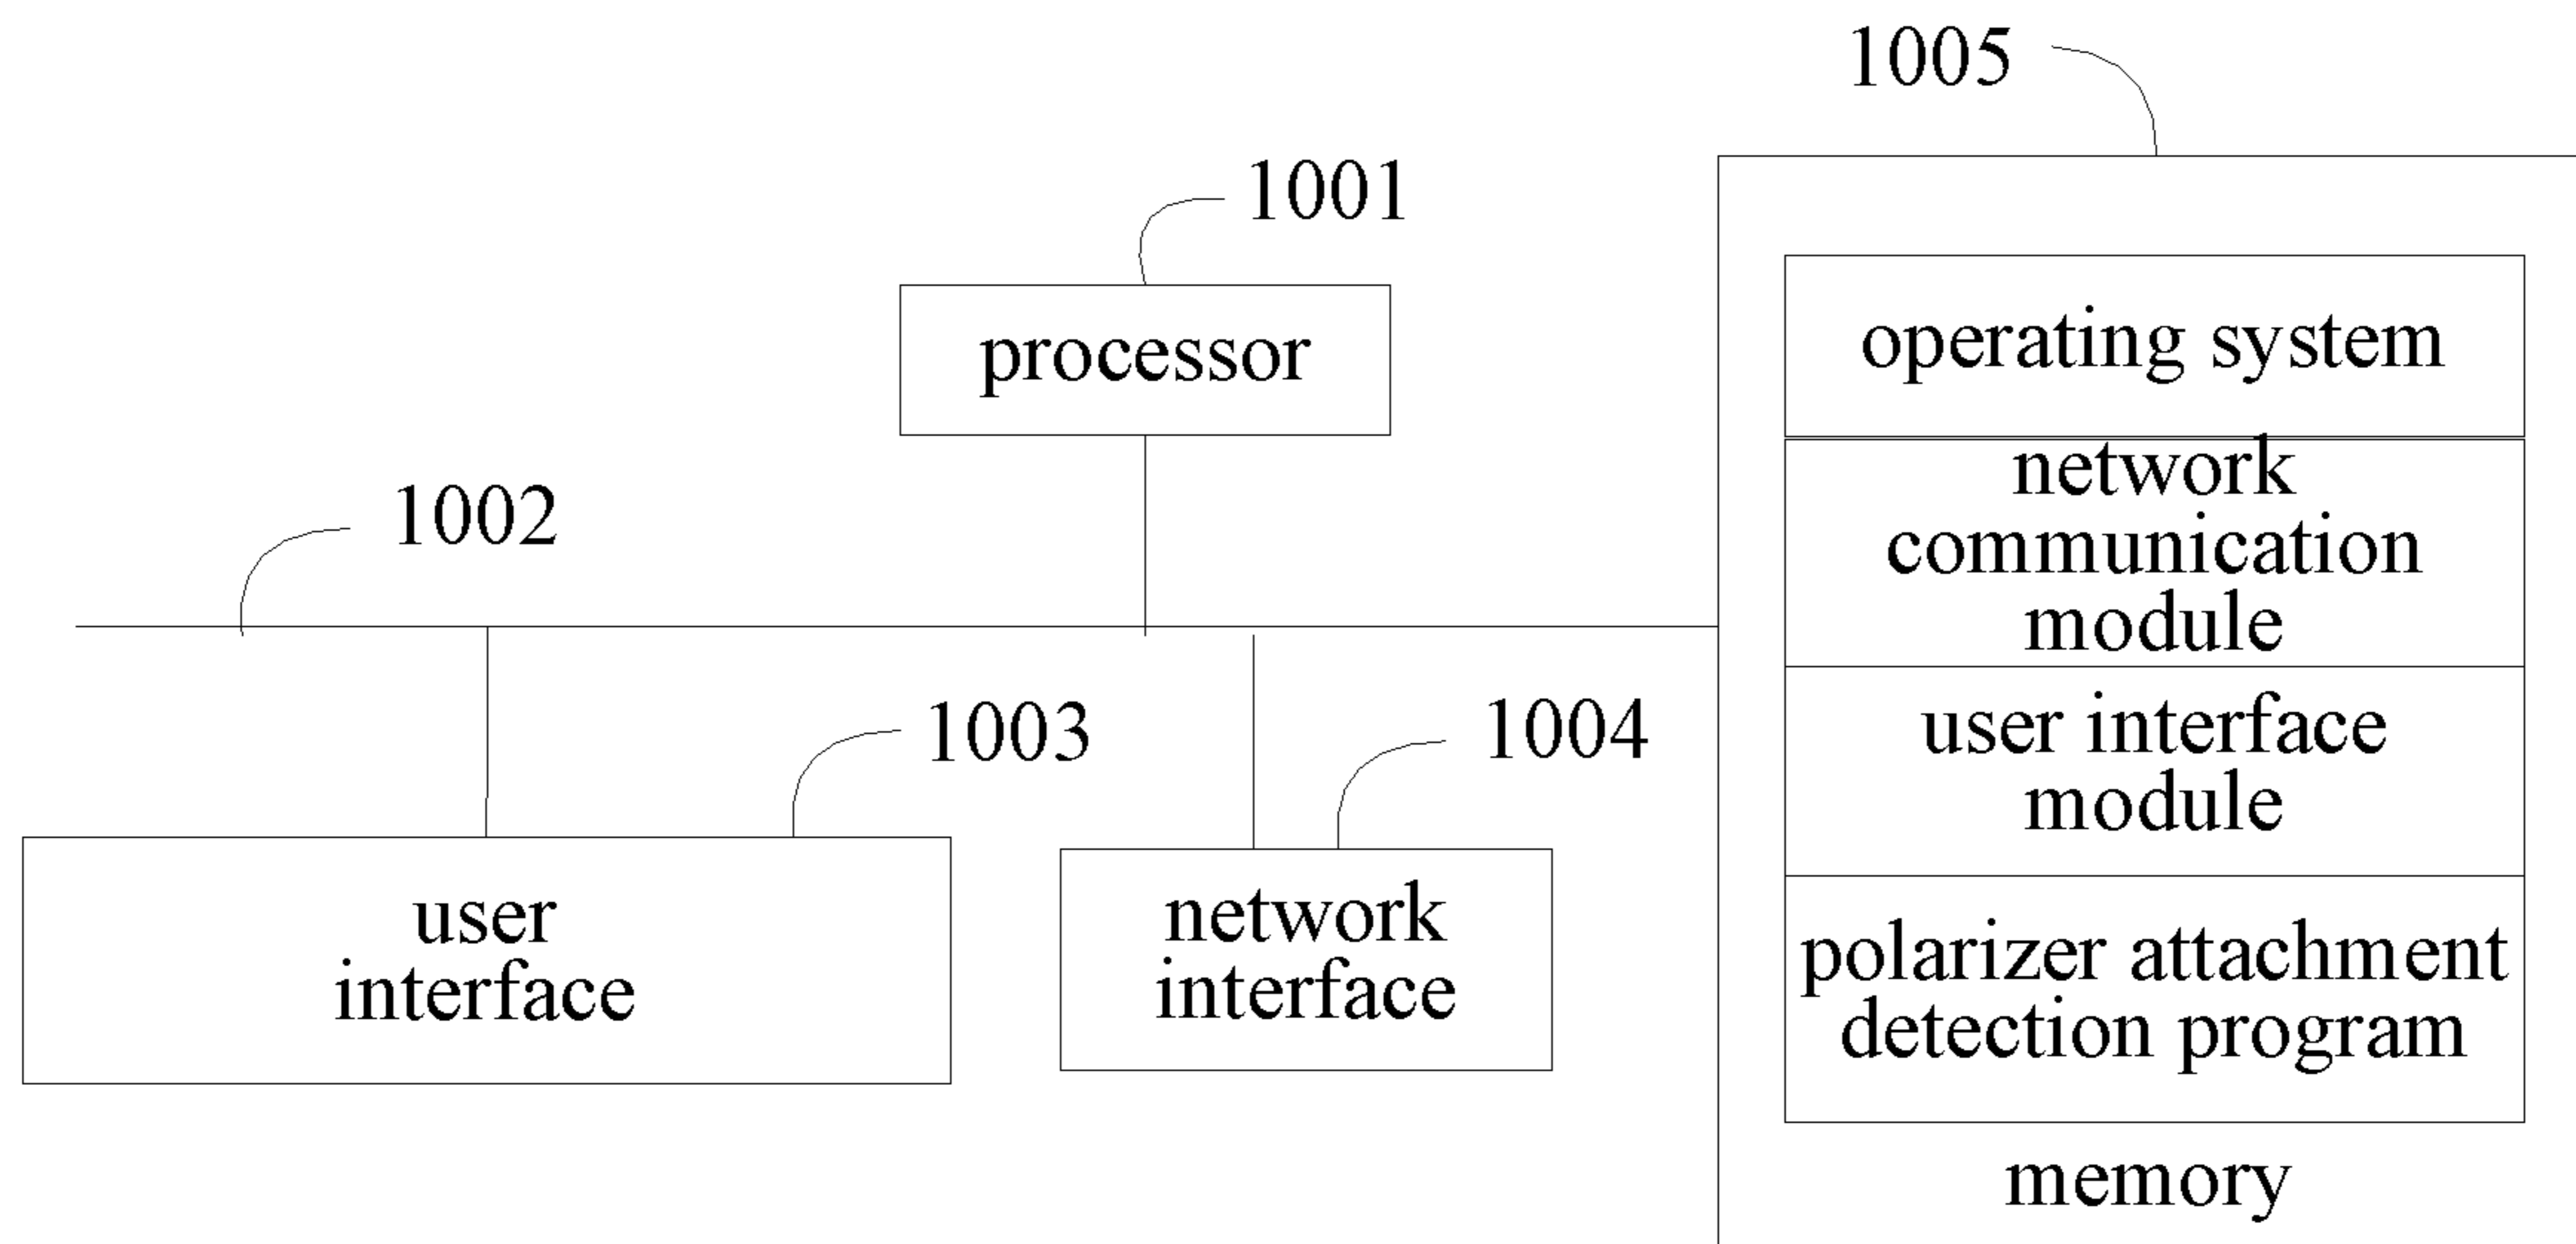 1005
1001
processor
operating system
network
communication
module
1002
user interface
module
1003
1004
user
interface
network
interface
polarizer attachment
detection program
memory